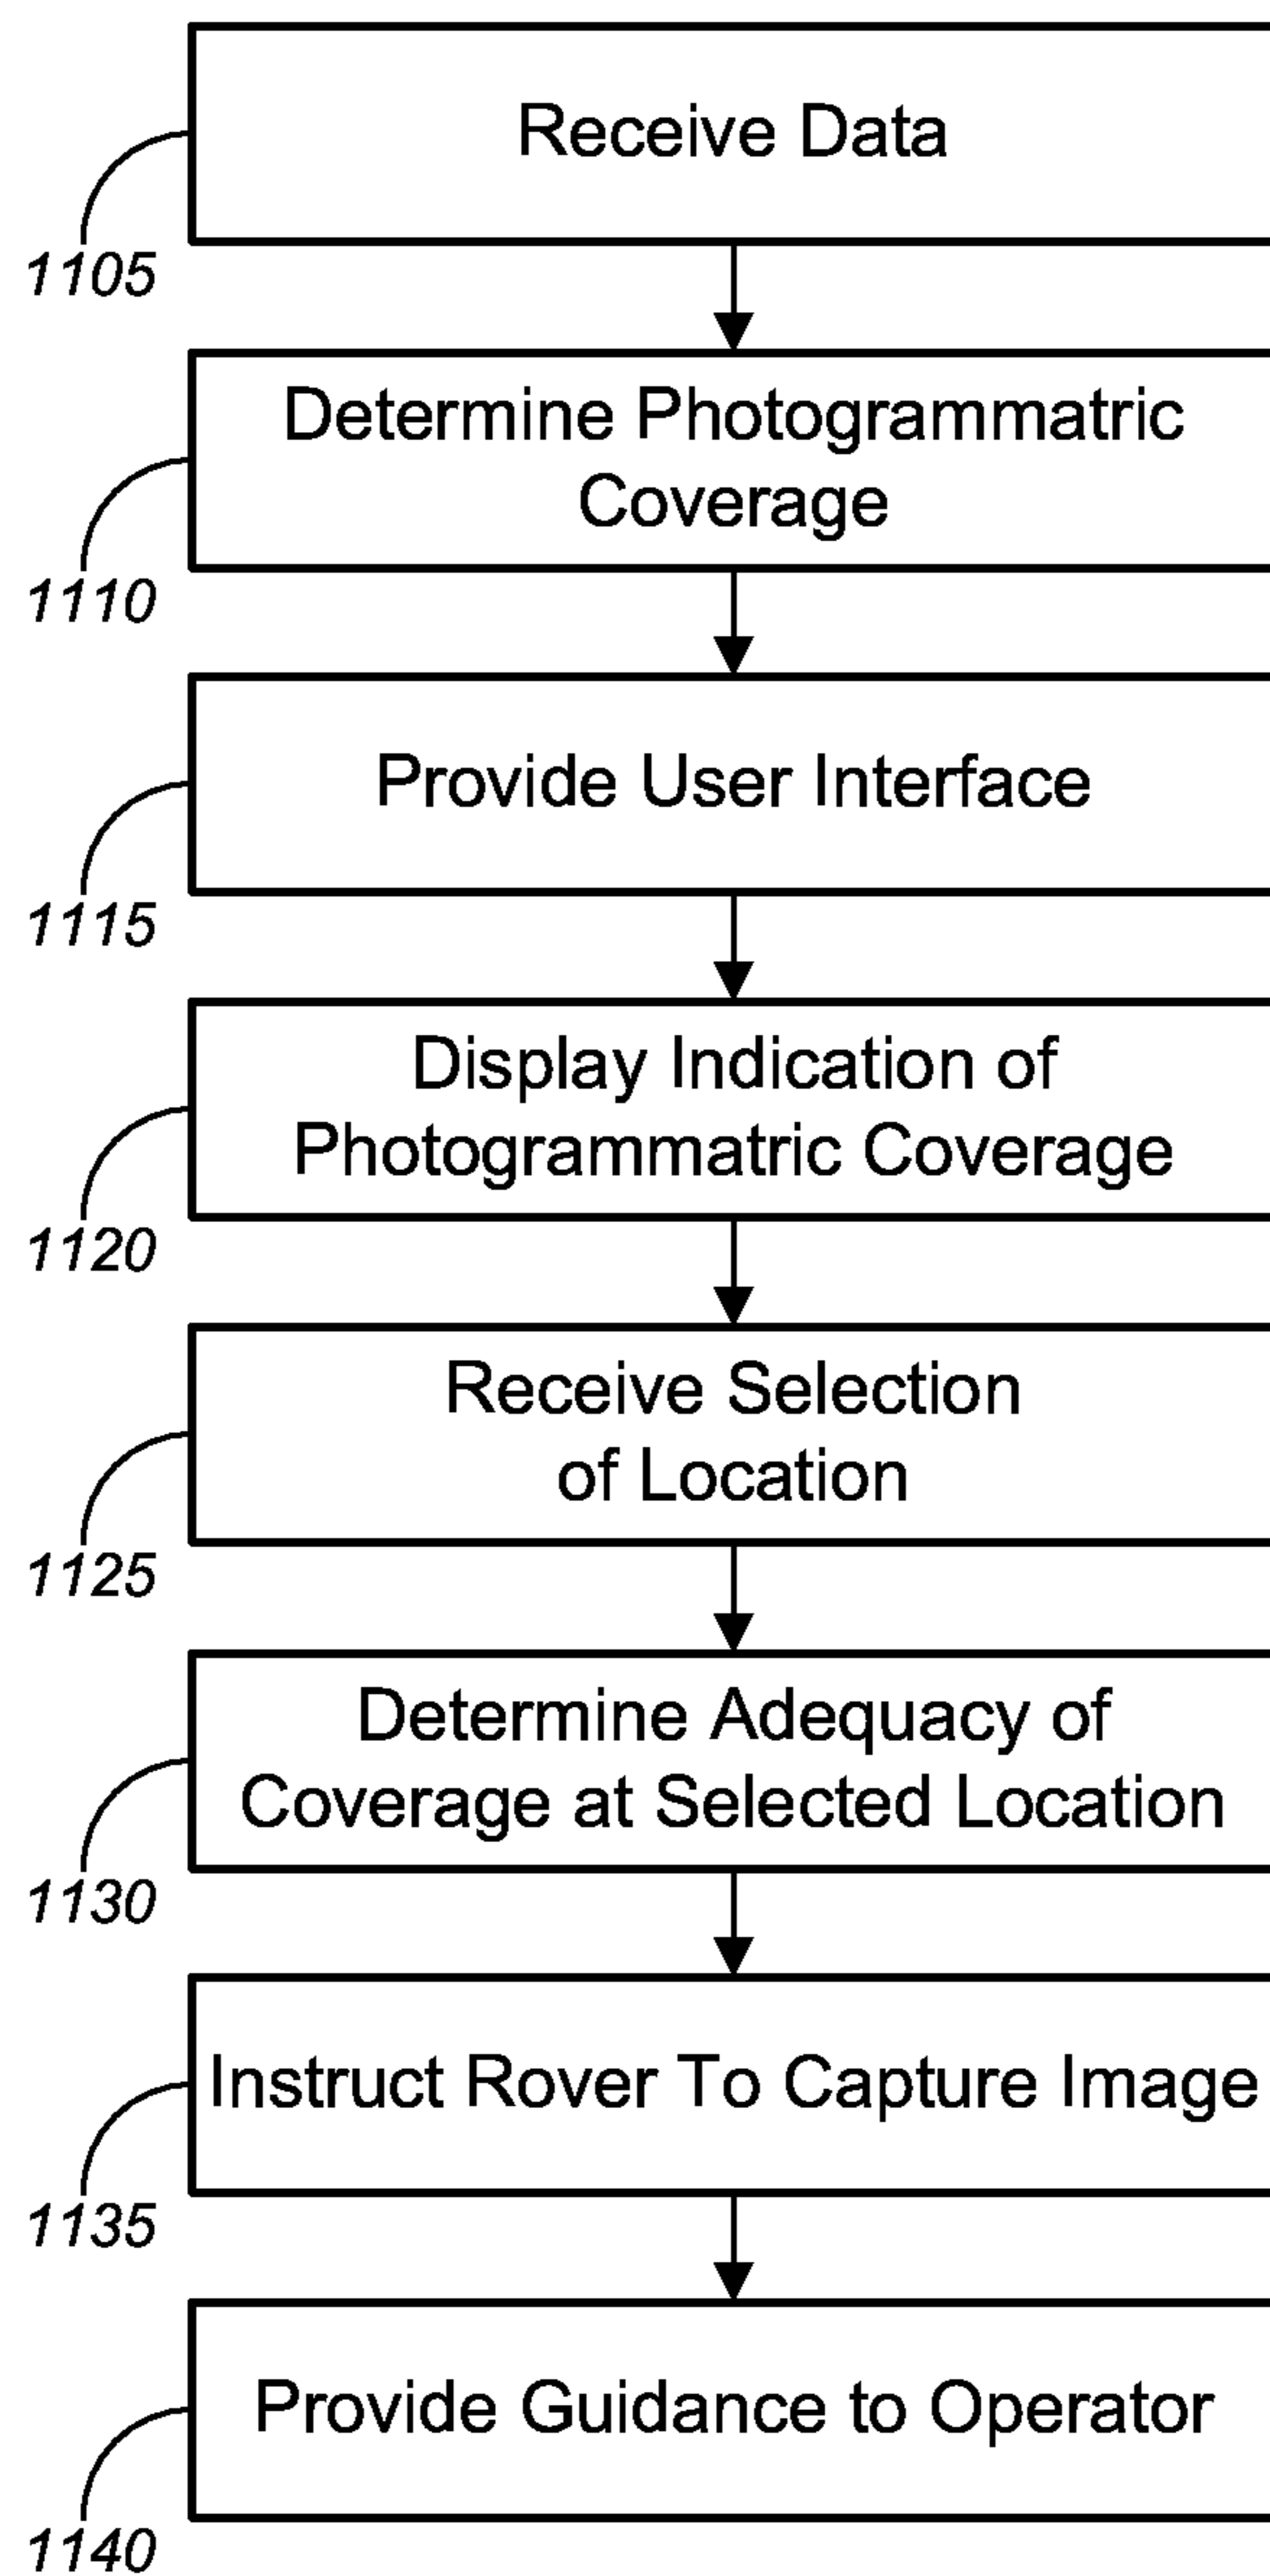 Receive Data
1105
Determine Photogrammatric
Coverage
1110
Provide User Interface
1115
Display Indication of
Photogrammatric Coverage
1120
Receive Selection
of Location
1125
Determine Adequacy of
Coverage at Selected Location
1130
Instruct Rover To Capture Image
1135
Provide Guidance to Operator
1140